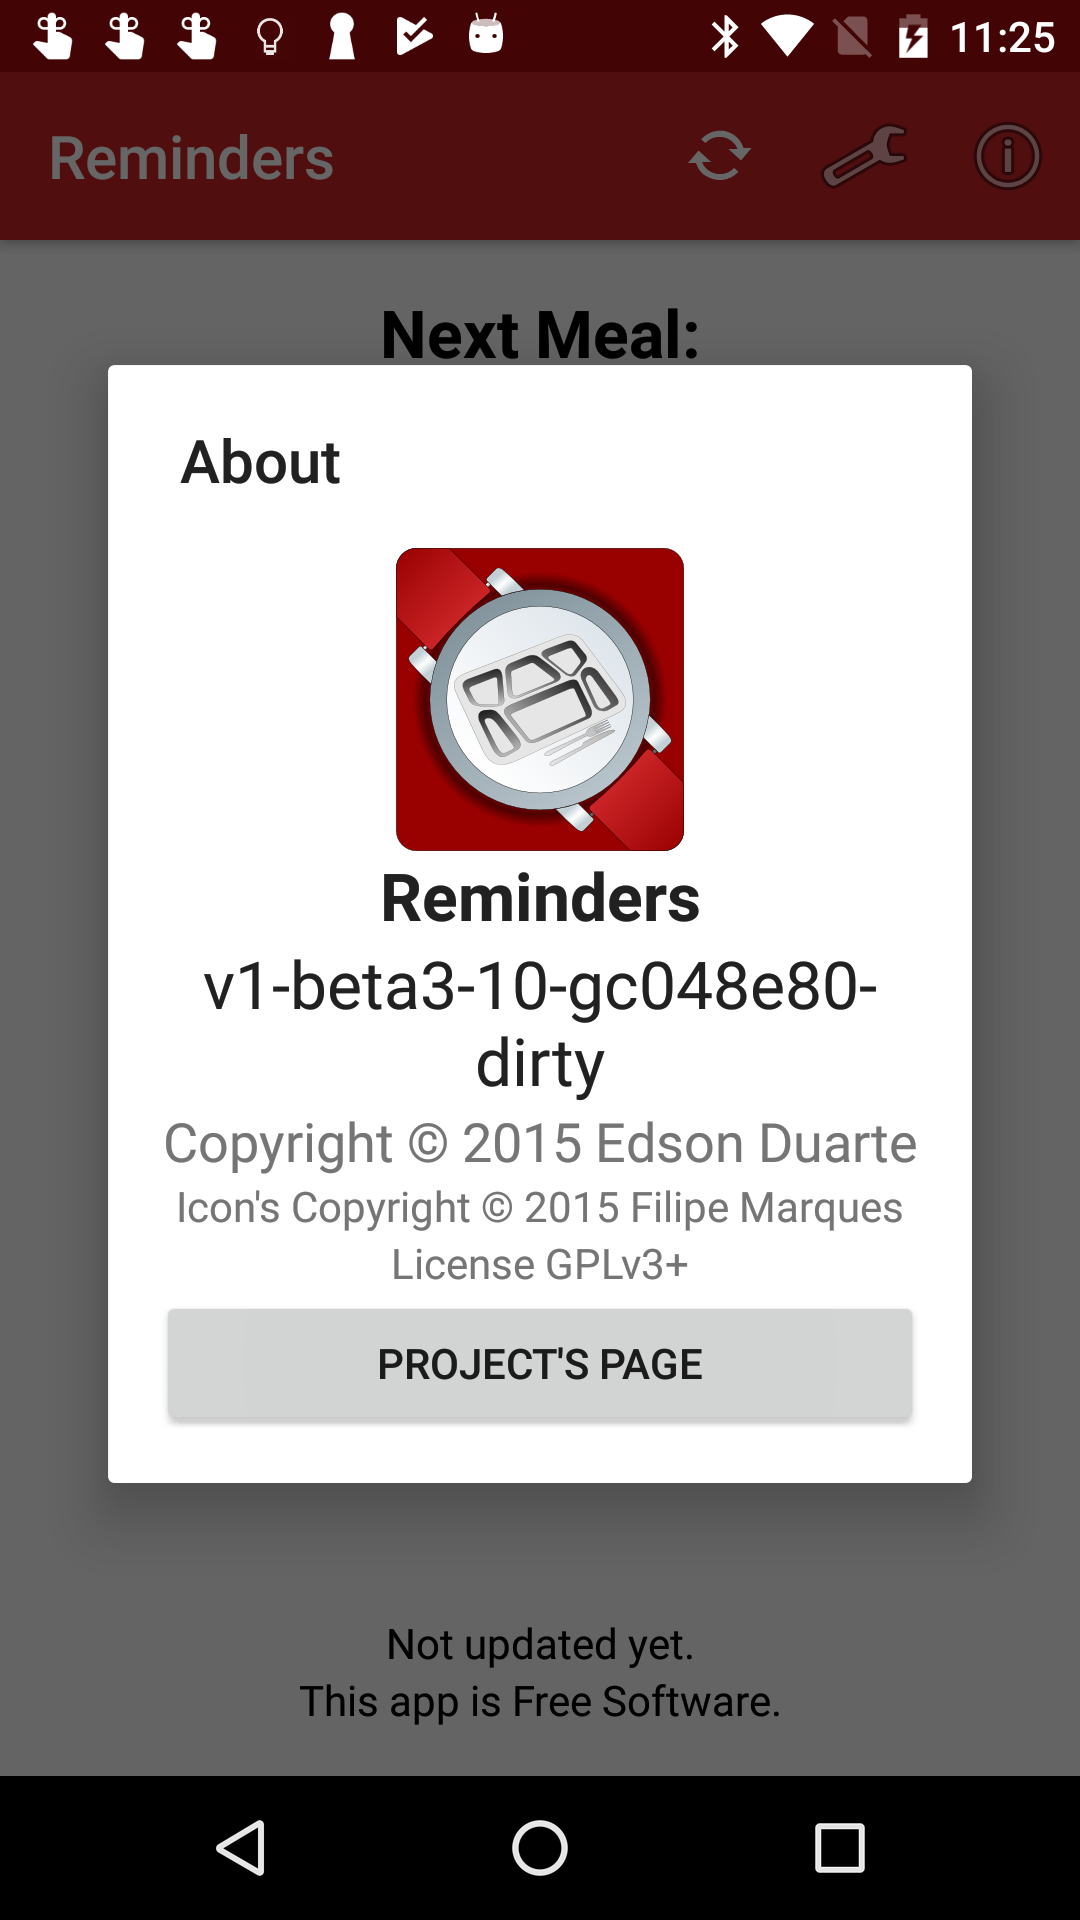 11:25
Reminders
Next Meal:
About
Reminders
v1-beta3-10-gc048e80-
dirty
Copyright © 2015 Edson Duarte
Icon's Copyright © 2015 Filipe Marques
License GPLv3+
PROJECT'S PAGE
Not updated yet.
This app is Free Software.